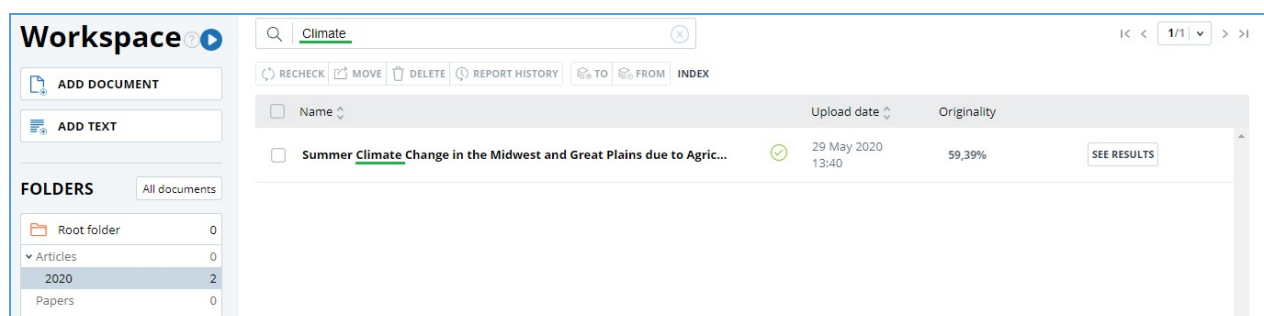 Workspace
Climate
1/1
ADD DOCUMENT
ADD TEXT
FOLDERS All documents
Root folder 0
Articles 0
2020 2
Papers 0
RECHECK MOVE DELETE REPORT HISTORY TO FROM INDEX
Name Upload date Originality
Summer Climate Change in the Midwest and Great Plains due to Agric... 29 May 2020 59,39% SEE RESULTS
13:40